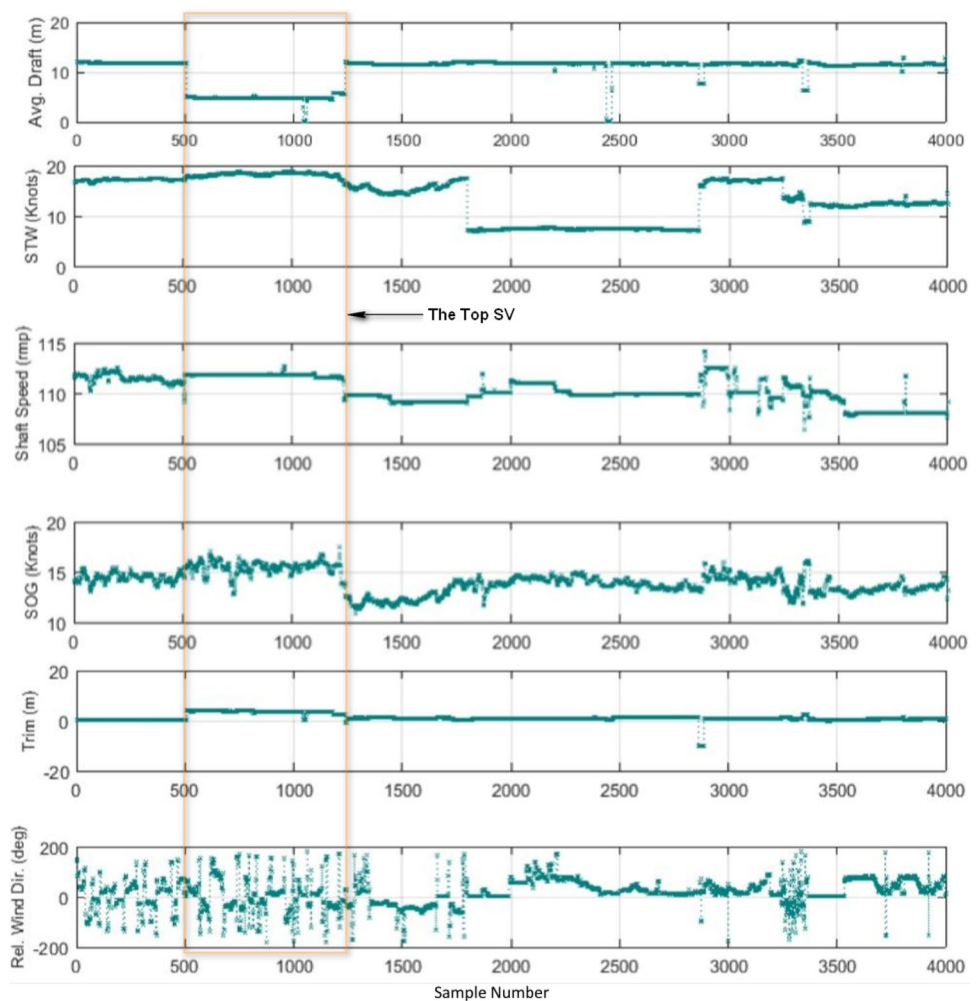 Avg. Draft (m)
20
10
0
0 500 1000 1500 2000 2500 3000 3500 4000
STW (Knots)
20
10
0
0 500 1000 1500 2000 2500 3000 3500 4000
The Top SV
Shaft Speed (rmp)
115
110
105
0 500 1000 1500 2000 2500 3000 3500 4000
SOG (Knots)
20
15
10
0 500 1000 1500 2000 2500 3000 3500 4000
Trim (m)
20
0
-20
0 500 1000 1500 2000 2500 3000 3500 4000
Rel. Wind Dir. (deg)
200
0
-200
0 500 1000 1500 2000 2500 3000 3500 4000
Sample Number